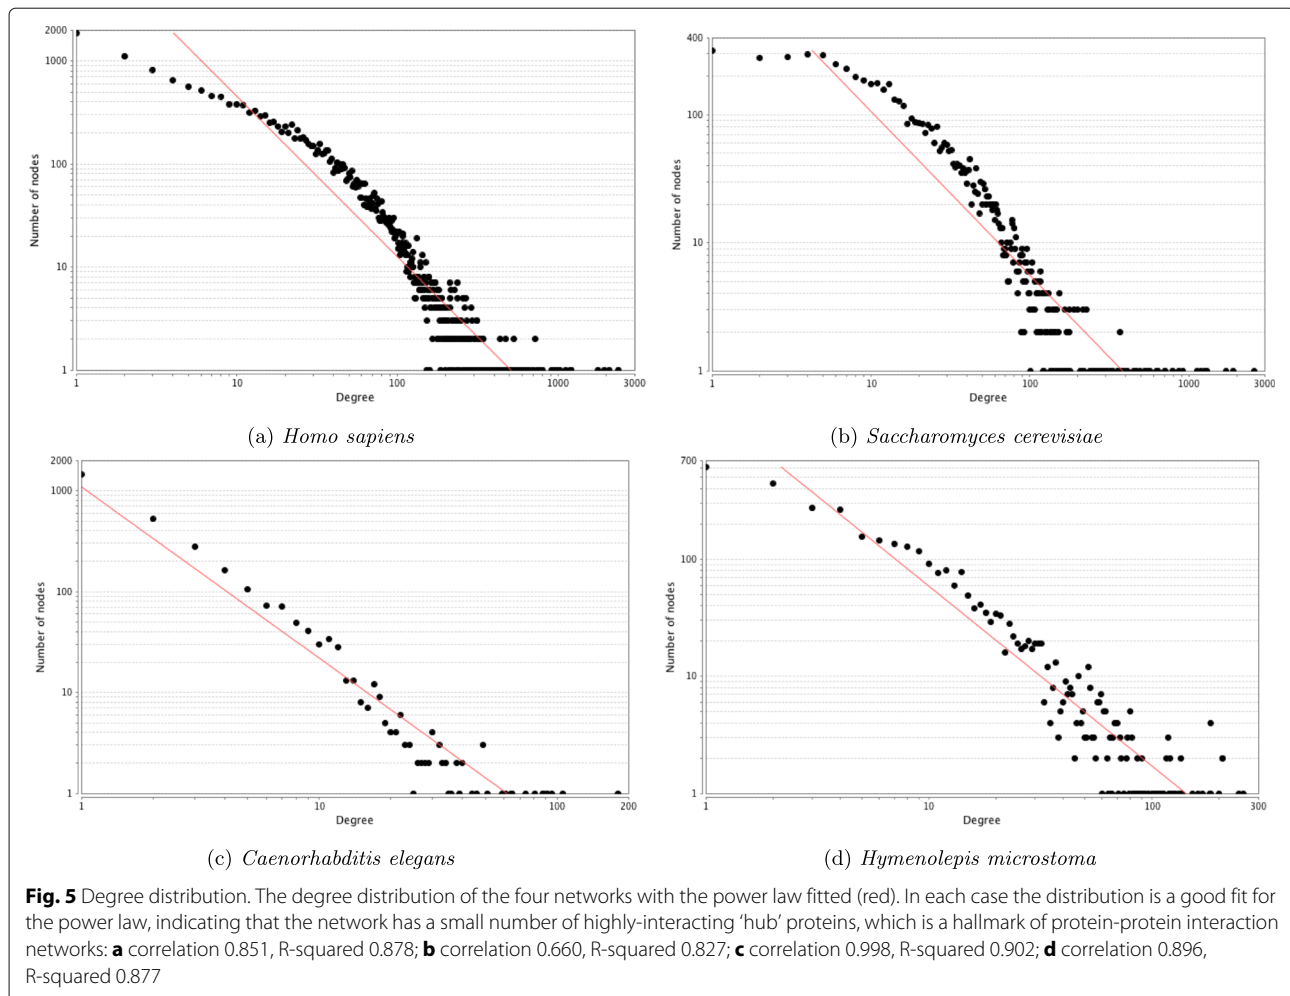 2000
1000
100
10
1
1
10
100
1000
3000
Number of nodes
Degree
(a) Homo sapiens
400
100
10
1
1
10
100
1000
3000
Number of nodes
Degree
(b) Saccharomyces cerevisiae
2000
1000
100
10
1
1
10
100
200
Number of nodes
Degree
(c) Caenorhabditis elegans
700
100
10
1
1
10
100
300
Number of nodes
Degree
(d) Hymenolepis microstoma
Fig. 5 Degree distribution. The degree distribution of the four networks with the power law fitted (red). In each case the distribution is a good fit for
the power law, indicating that the network has a small number of highly-interacting ‘hub’ proteins, which is a hallmark of protein-protein interaction
networks: a correlation 0.851, R-squared 0.878; b correlation 0.660, R-squared 0.827; c correlation 0.998, R-squared 0.902; d correlation 0.896,
R-squared 0.877